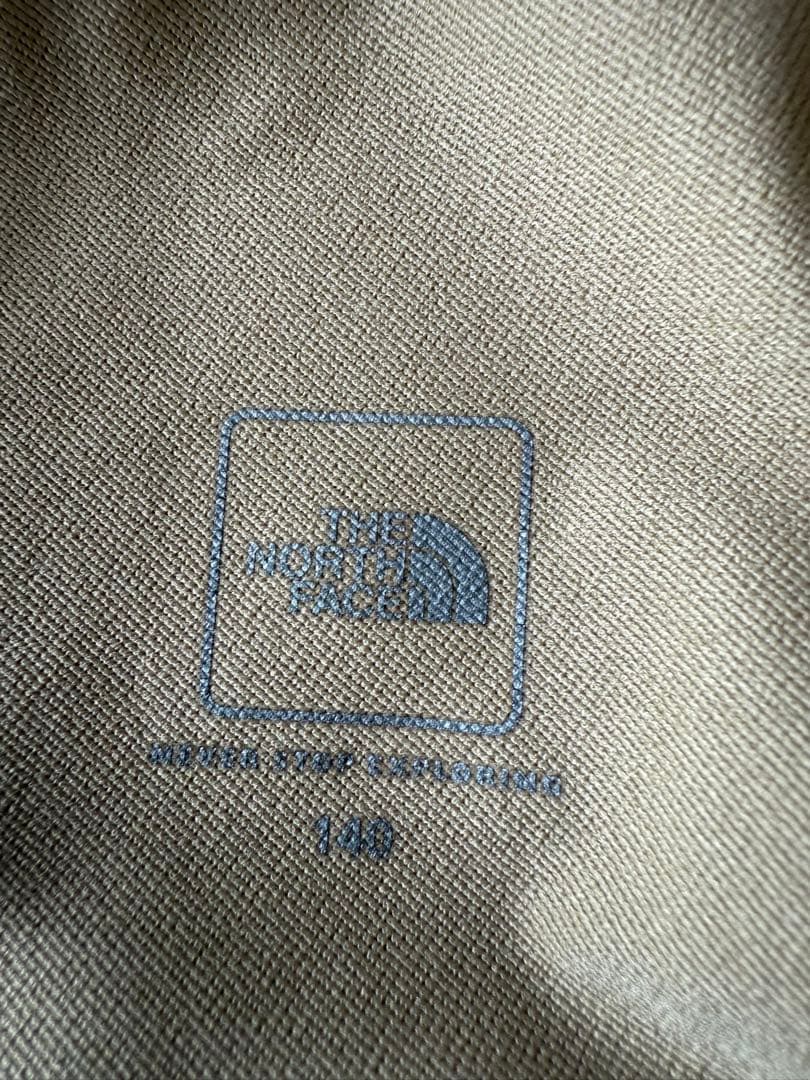 THE
NORTH
FACE
NEVER STOP EXPLORING
140